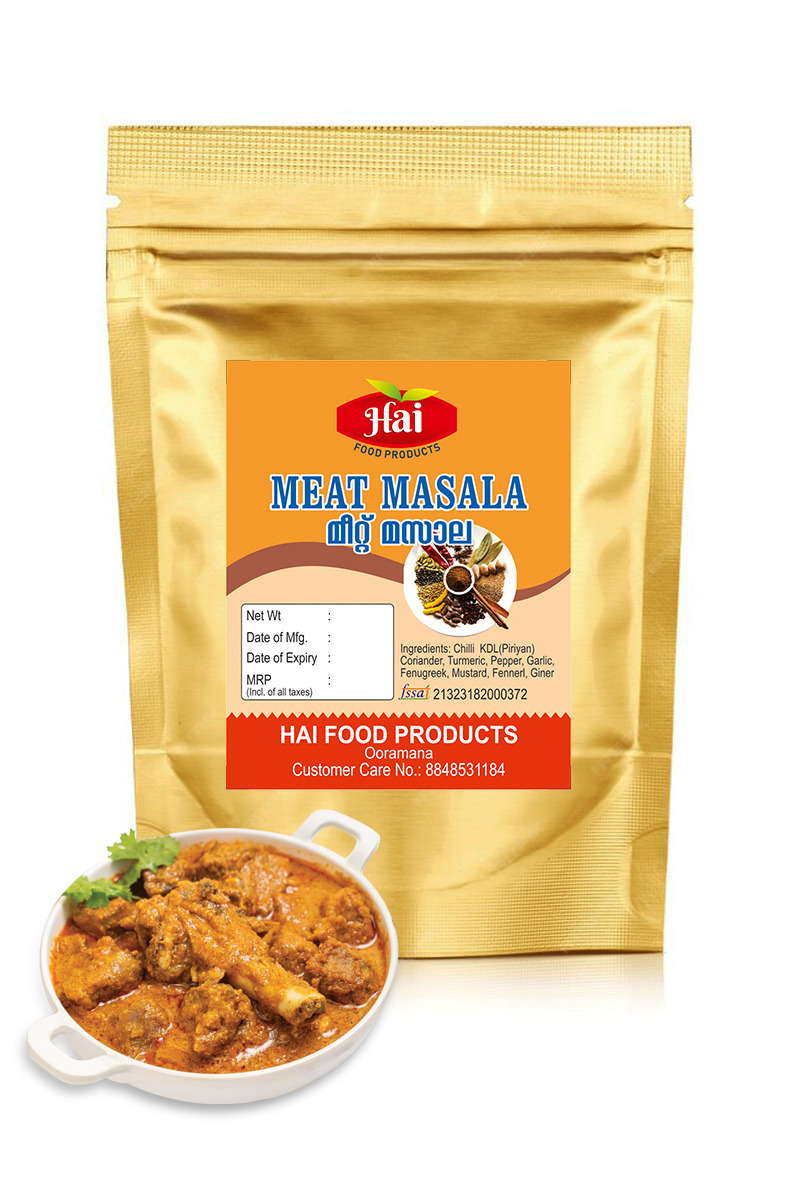 Hai
FOOD PRODUCTS
MEAT MASALA
മീറ്റ് മസാല
Net Wt :
Date of Mfg. :
Date of Expiry :
MRP :
(Incl. of all taxes)
Ingredients: Chilli KDL(Piriyan)
Coriander, Turmeric, Pepper, Garlic,
Fenugreek, Mustard, Fennerl, Giner
fssai 21323182000372
HAI FOOD PRODUCTS
Ooramana
Customer Care No.: 8848531184